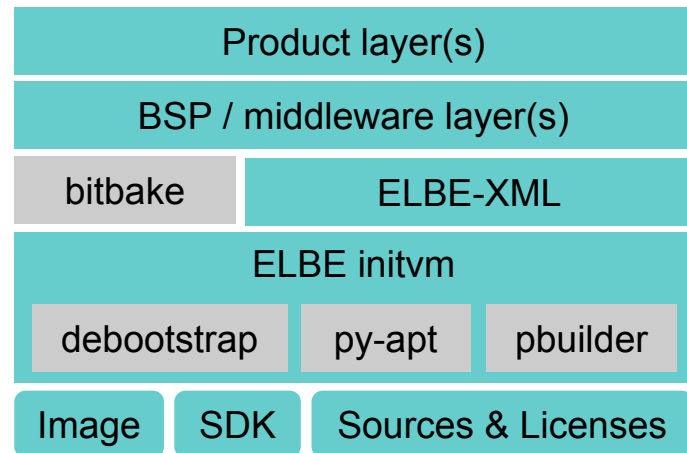 Product layer(s)
BSP / middleware layer(s)
bitbake
ELBE-XML
ELBE initvm
debootstrap
py-apt
pbuilder
Image
SDK
Sources & Licenses